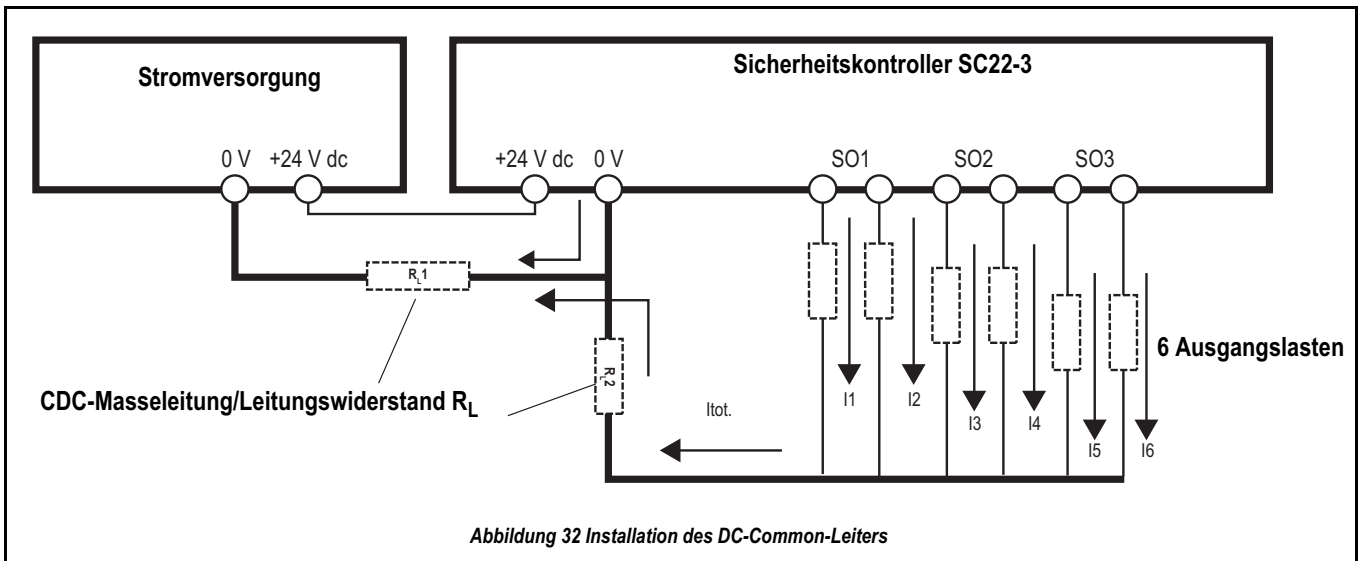 Stromversorgung
Sicherheitskontroller SC22-3
0 V +24 V dc
+24 V dc 0 V
SO1
SO2
SO3
RL1
RL2
6 Ausgangslasten
CDC-Masseleitung/Leitungswiderstand RL
Itot.
I1
I2
I3
I4
I5
I6
Abbildung 32 Installation des DC-Common-Leiters